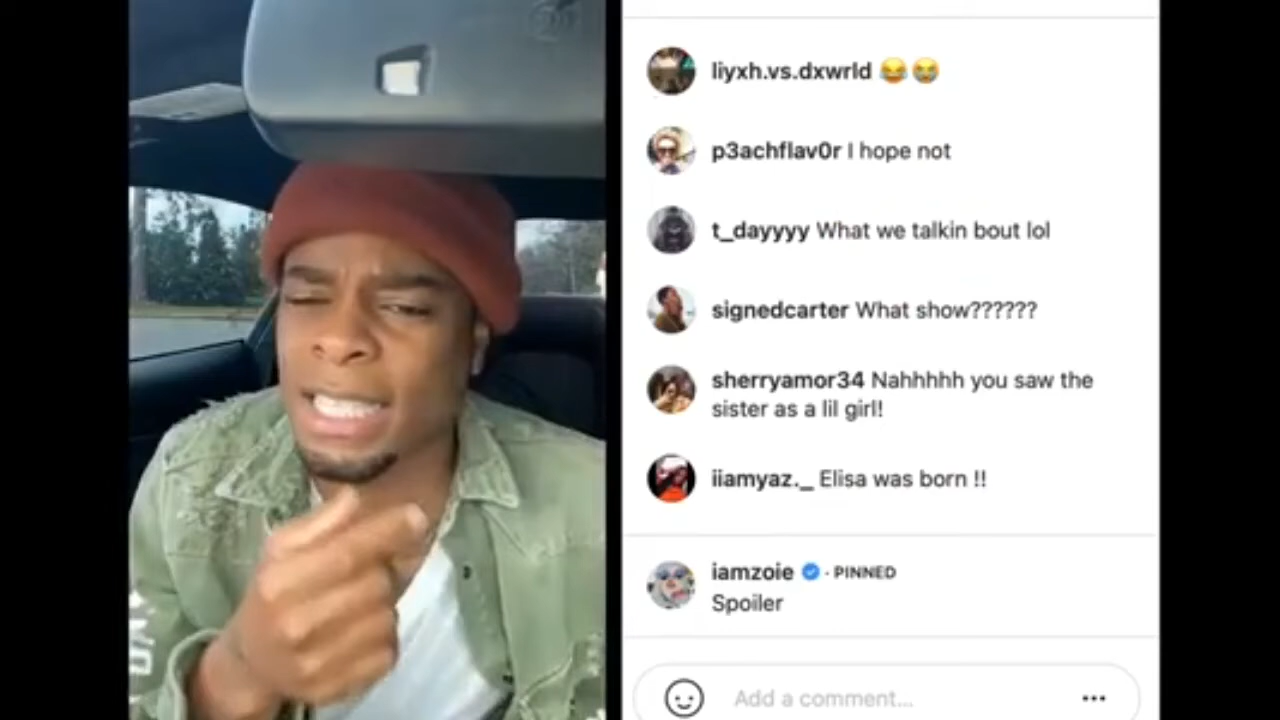 liyxh.vs.dxwrld 😂😭
p3achflav0r I hope not
t_dayyyy What we talkin bout lol
signedcarter What show??????
sherryamor34 Nahhhhh you saw the
sister as a lil girl!
iiamyaz._ Elisa was born !!
iamzoie · PINNED
Spoiler
Add a comment...